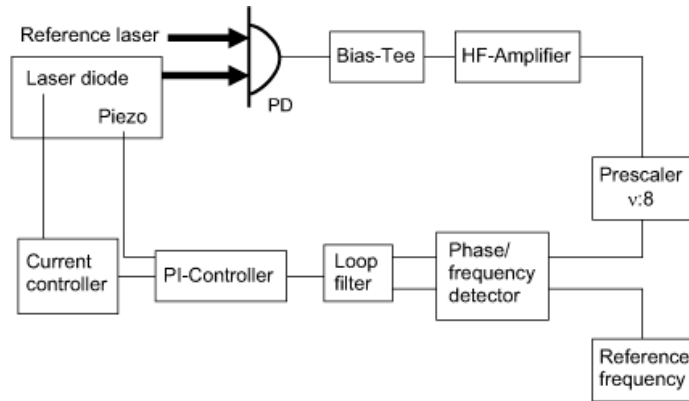 Reference laser
Laser diode
Piezo
PD
Bias-Tee
HF-Amplifier
Prescaler
ν:8
Current
controller
PI-Controller
Loop
filter
Phase/
frequency
detector
Reference
frequency